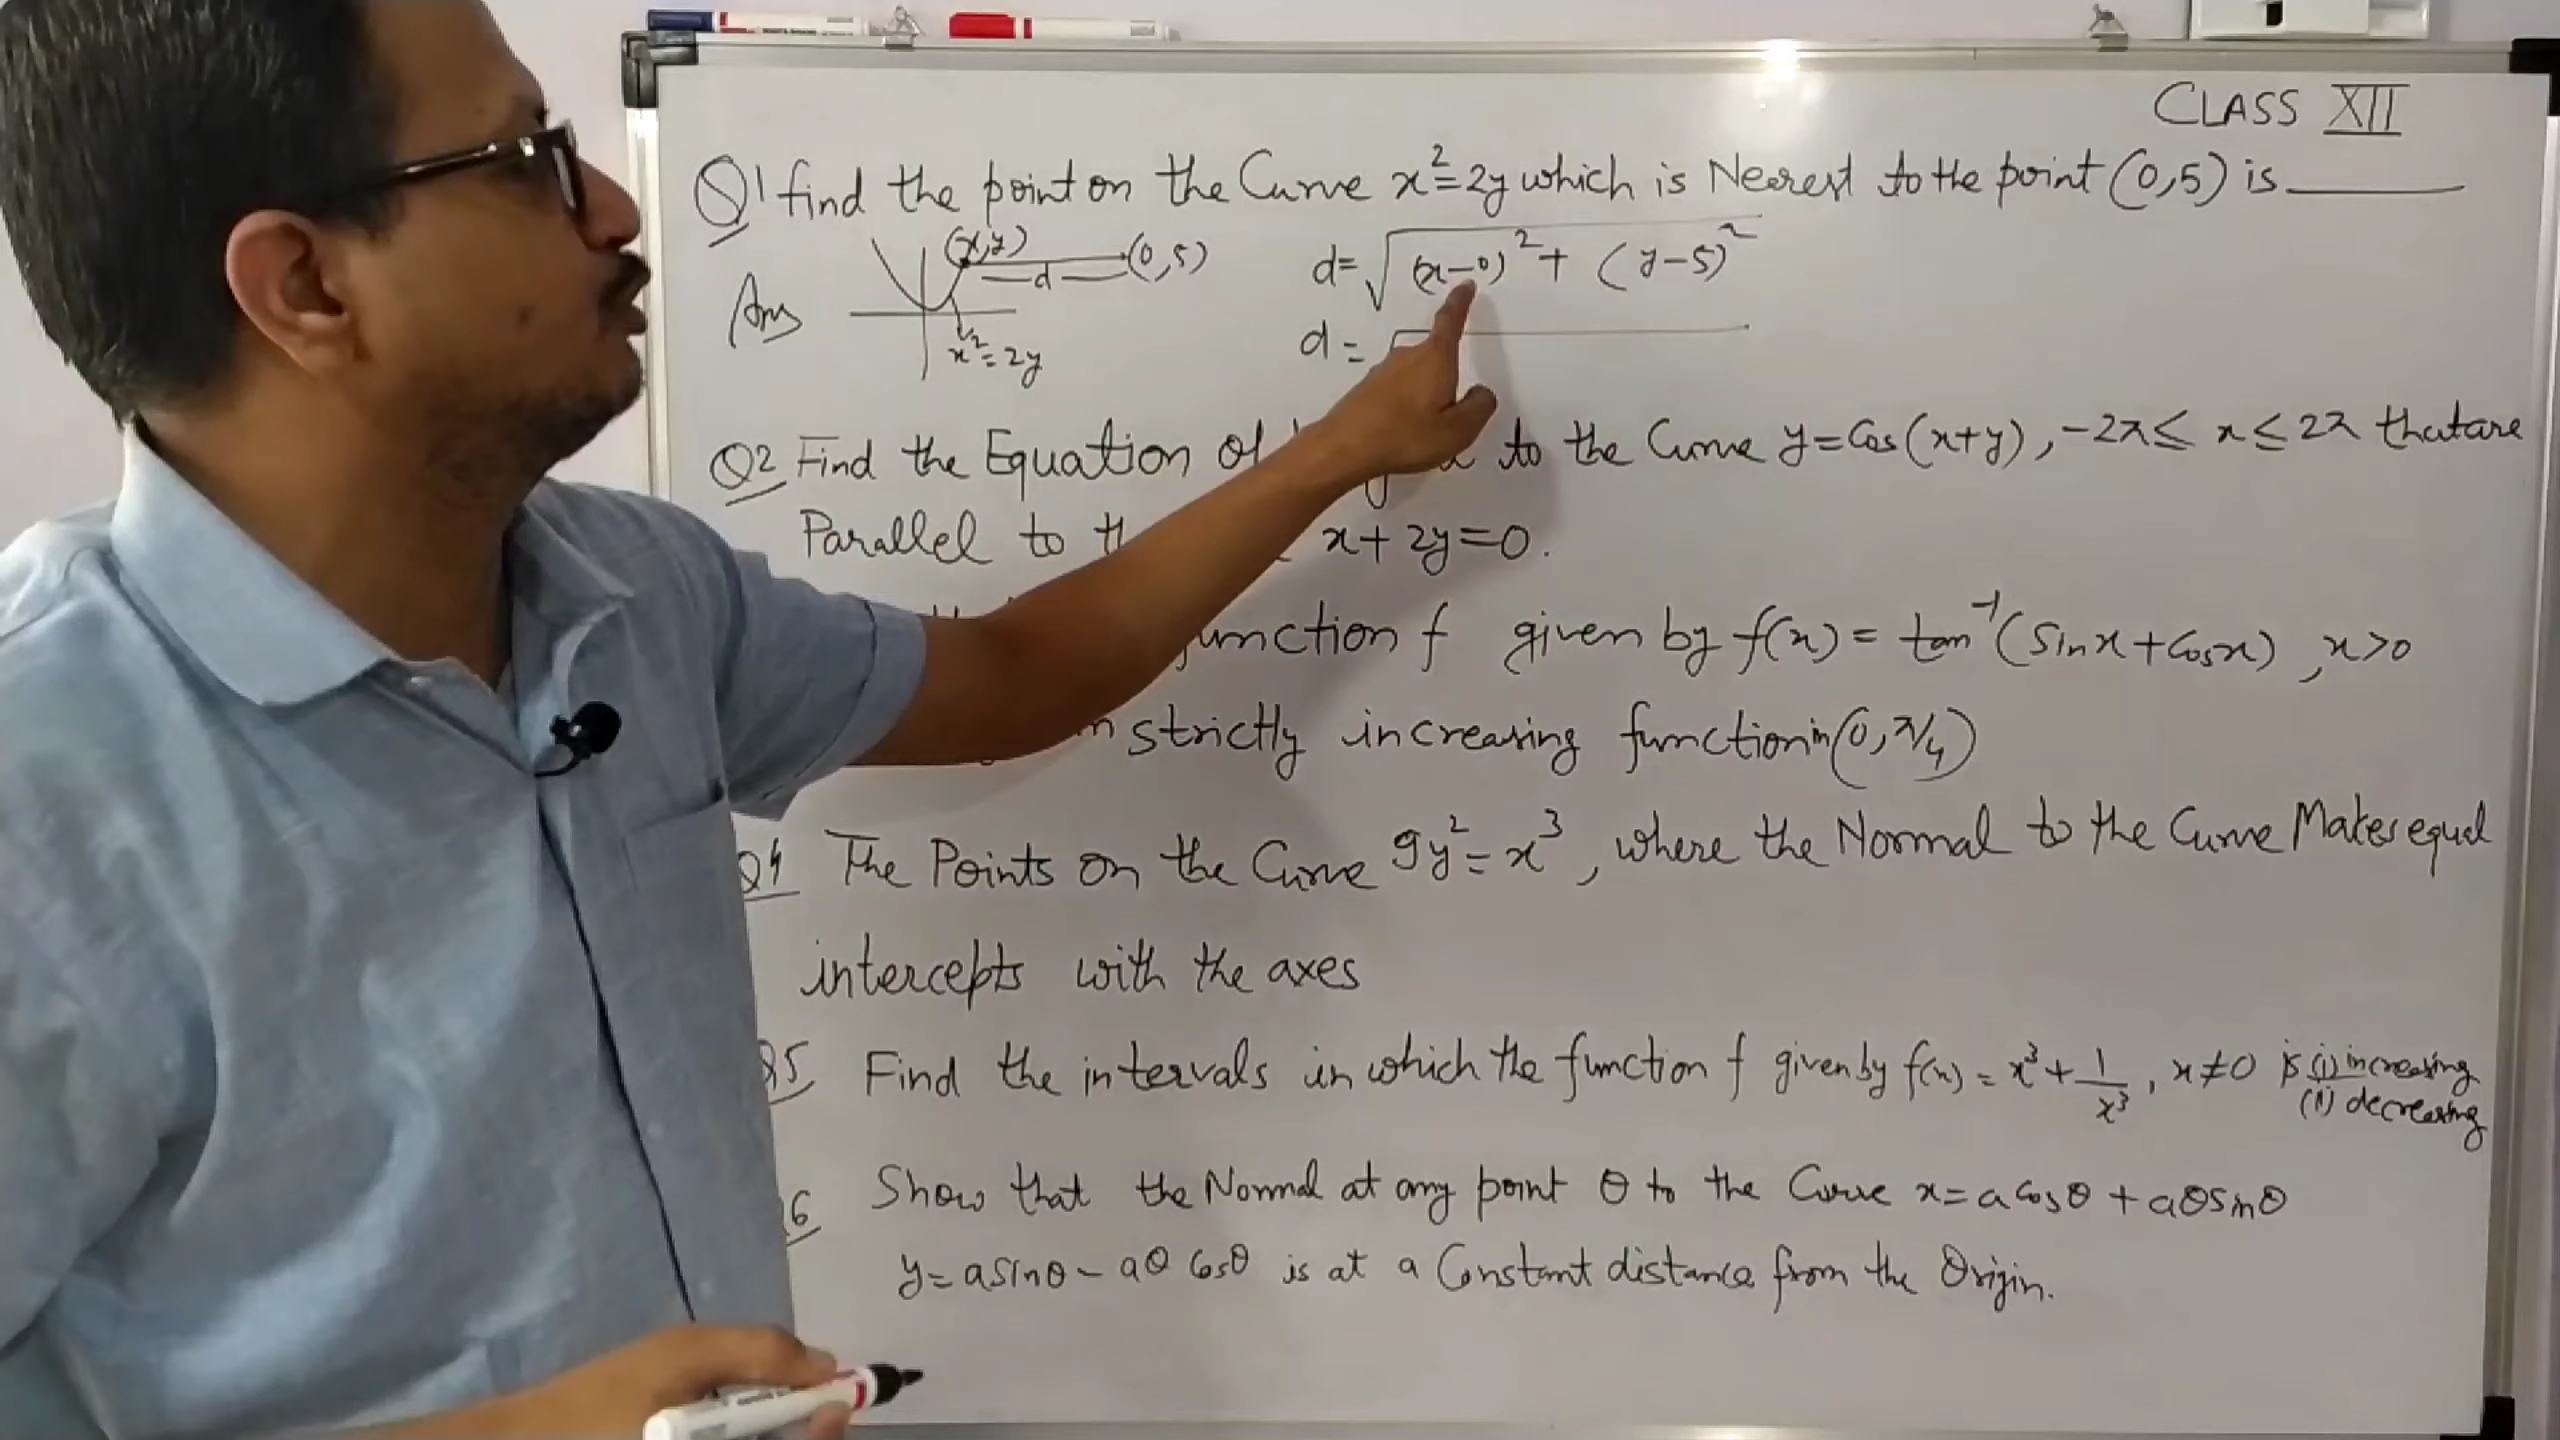 CLASS XII
Q1 find the point on the Curve x²=2y which is Nearest to the point (0,5) is ______
(x,y) d (0,5) d=√(x-0)²+(y-5)²
Ans
x²=2y d=√
Q2 Find the Equation of to the Curve y=Cos(x+y), -2π≤ x≤2π that are
Parallel to x+2y=0.
function f given by f(x)= tan⁻¹(Sinx+Cosx), x>0
strictly increasing function in (0,π/4)
Q4 The Points on the Curve 9y²=x³, where the Normal to the Curve Makes equal
intercepts with the axes
Q5 Find the intervals in which the function f given by f(x)=x³+1/x³, x≠0 is (i) increasing
(ii) decreasing
6 Show that the Normal at any point θ to the Curve x=acosθ+aθsinθ
y=asinθ-aθ cosθ is at a Constant distance from the Origin.